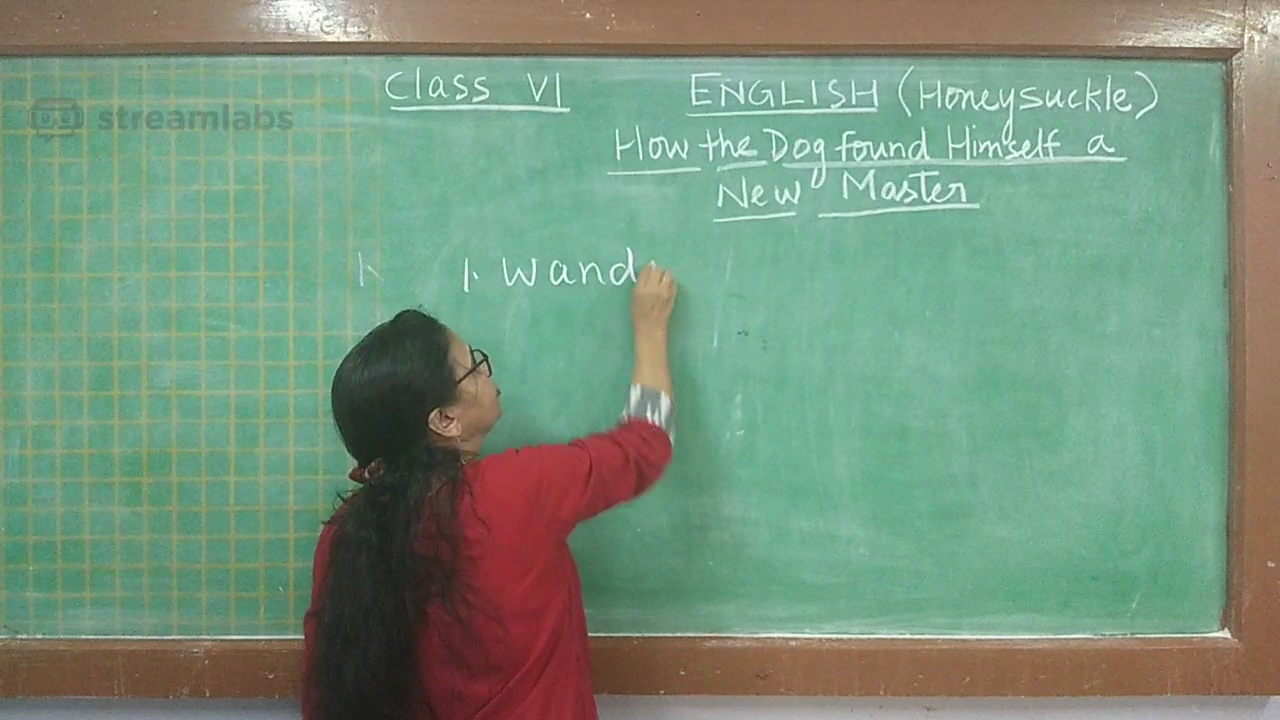 streamlabs
Class VI
ENGLISH (Honeysuckle)
How the Dog found Himself a
New Master
1. Wand